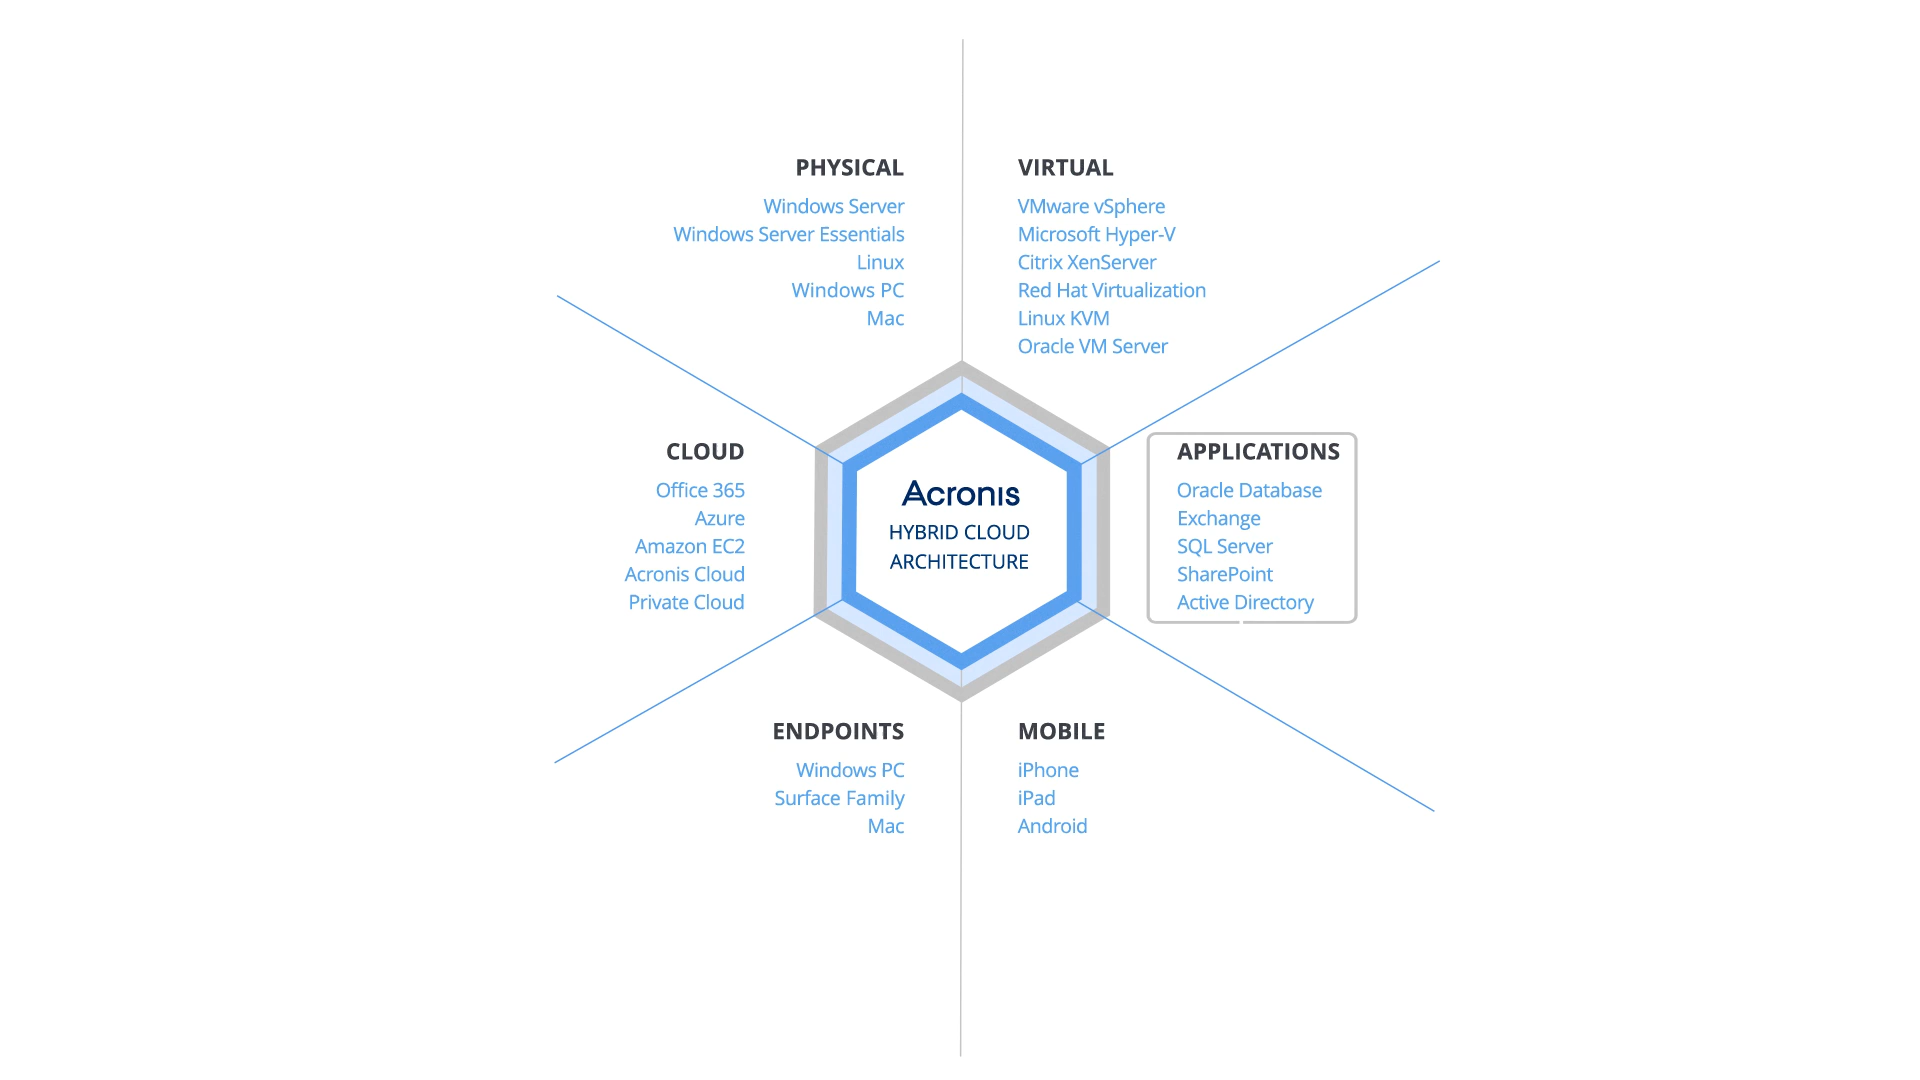 PHYSICAL
Windows Server
Windows Server Essentials
Linux
Windows PC
Mac
VIRTUAL
VMware vSphere
Microsoft Hyper-V
Citrix XenServer
Red Hat Virtualization
Linux KVM
Oracle VM Server
CLOUD
Office 365
Azure
Amazon EC2
Acronis Cloud
Private Cloud
Acronis
HYBRID CLOUD
ARCHITECTURE
APPLICATIONS
Oracle Database
Exchange
SQL Server
SharePoint
Active Directory
ENDPOINTS
Windows PC
Surface Family
Mac
MOBILE
iPhone
iPad
Android